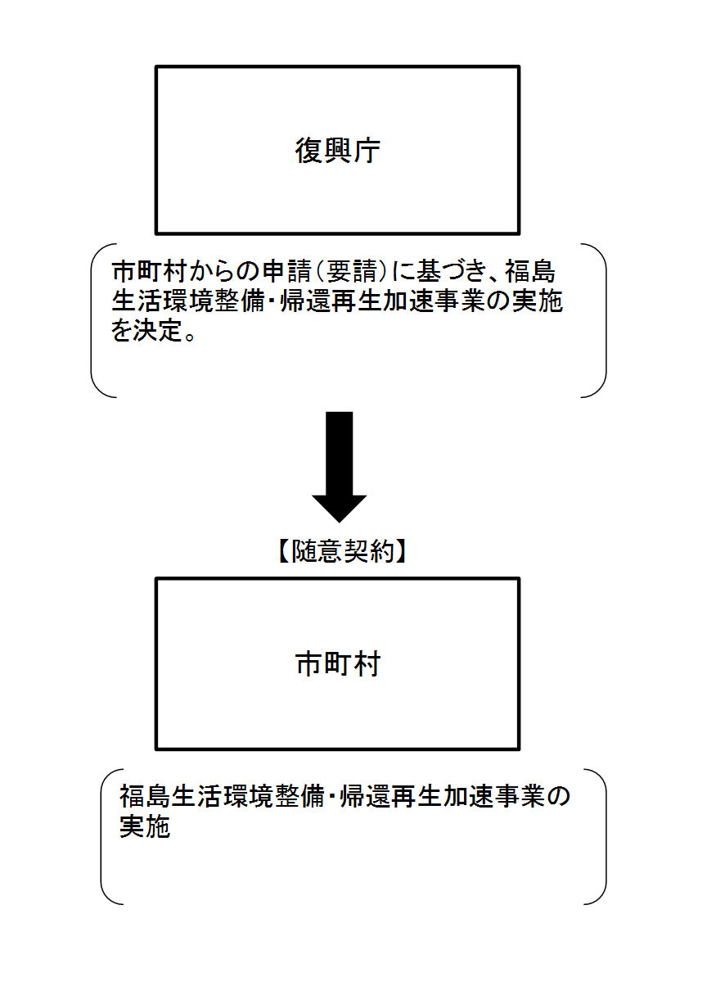 復興庁
市町村からの申請(要請)に基づき、福島
生活環境整備・帰還再生加速事業の実施
を決定。
【随意契約】
市町村
福島生活環境整備・帰還再生加速事業の
実施